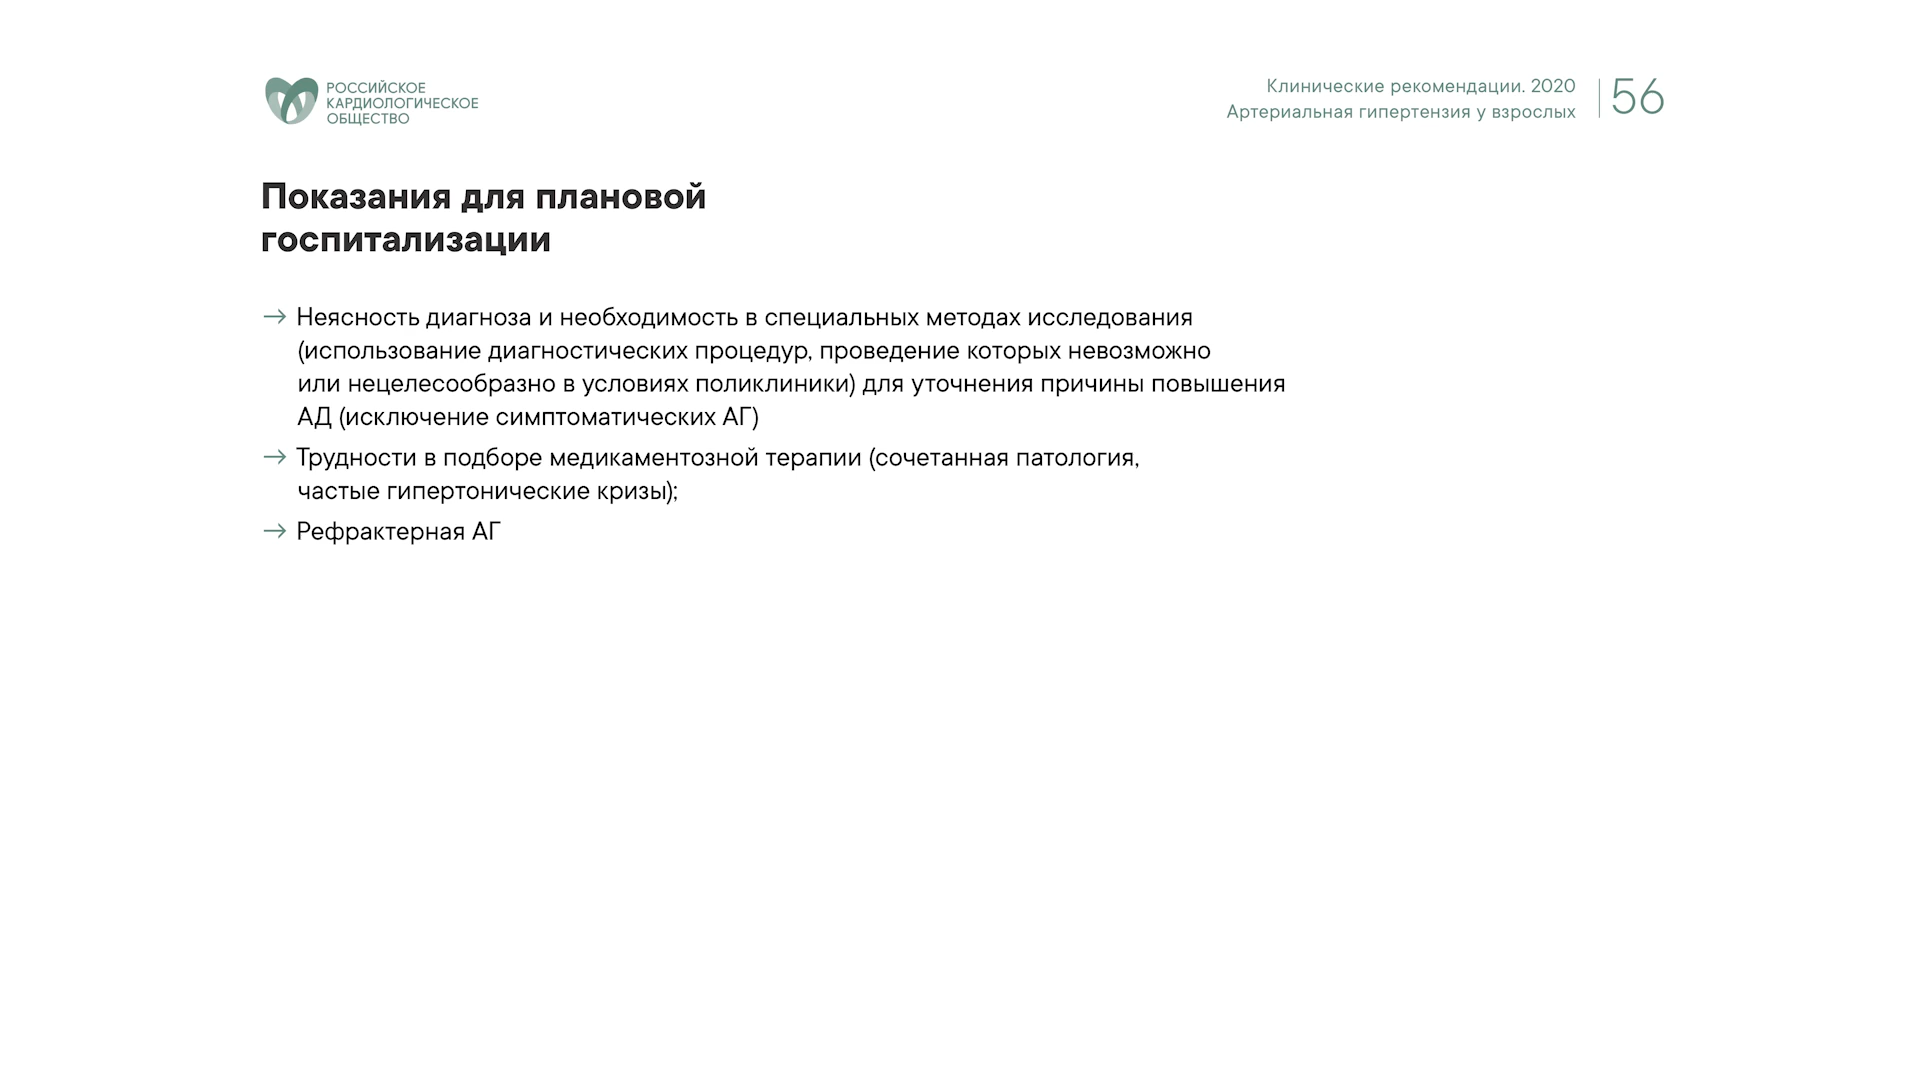 РОССИЙСКОЕ
КАРДИОЛОГИЧЕСКОЕ
ОБЩЕСТВО
Клинические рекомендации. 2020
Артериальная гипертензия у взрослых
56
Показания для плановой
госпитализации
→ Неясность диагноза и необходимость в специальных методах исследования
(использование диагностических процедур, проведение которых невозможно
или нецелесообразно в условиях поликлиники) для уточнения причины повышения
АД (исключение симптоматических АГ)
→ Трудности в подборе медикаментозной терапии (сочетанная патология,
частые гипертонические кризы);
→ Рефрактерная АГ